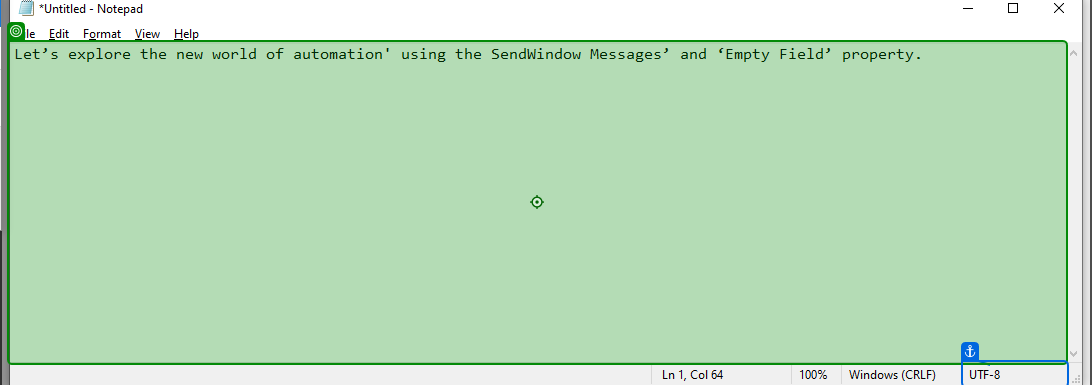 *Untitled - Notepad
le Edit Format View Help
Let’s explore the new world of automation' using the SendWindow Messages’ and ‘Empty Field’ property.
Ln 1, Col 64 100% Windows (CRLF) UTF-8